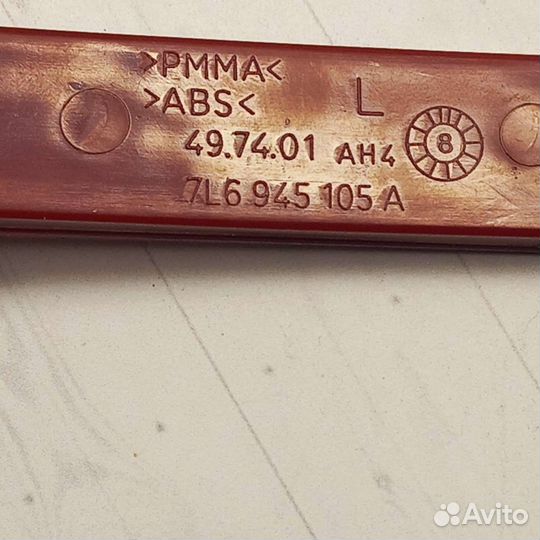 >PMMA<
>ABS< L
49.74.01 AH4 8
7L6 945 105 A
Avito